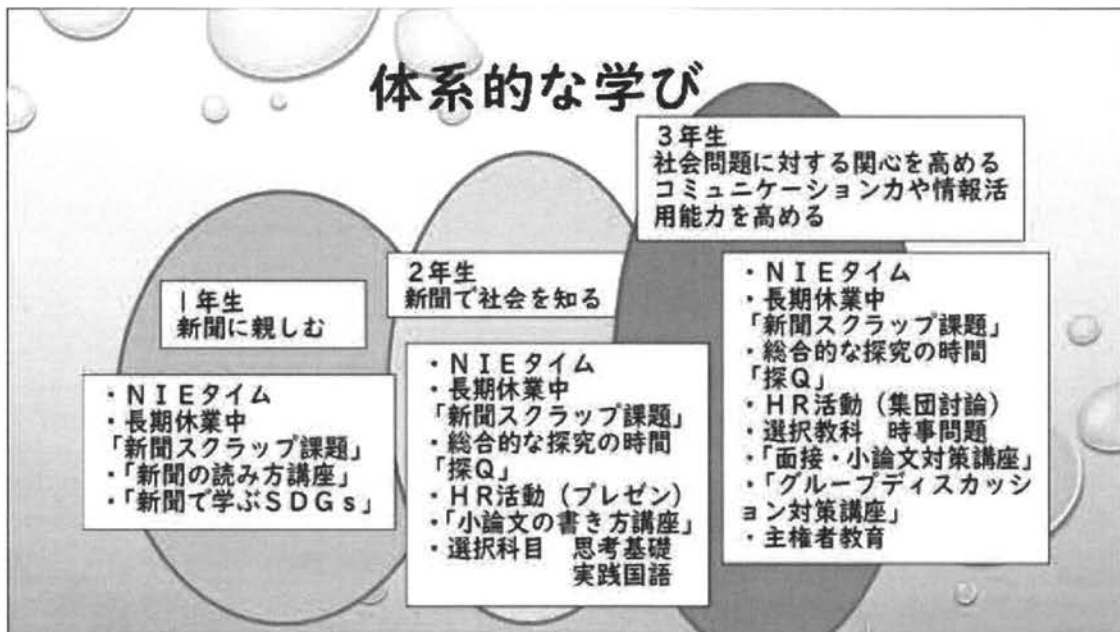 体系的な学び
1年生
新聞に親しむ
・NIEタイム
・長期休業中
「新聞スクラップ課題」
・「新聞の読み方講座」
・「新聞で学ぶSDGs」
2年生
新聞で社会を知る
・NIEタイム
・長期休業中
「新聞スクラップ課題」
・総合的な探究の時間
「探Q」
・HR活動(プレゼン)
・「小論文の書き方講座」
・選択科目 思考基礎
実践国語
3年生
社会問題に対する関心を高める
コミュニケーション力や情報活
用能力を高める
・NIEタイム
・長期休業中
「新聞スクラップ課題」
・総合的な探究の時間
「探Q」
・HR活動(集団討論)
・選択教科 時事問題
・「面接・小論文対策講座」
・「グループディスカッシ
ョン対策講座」
・主権者教育